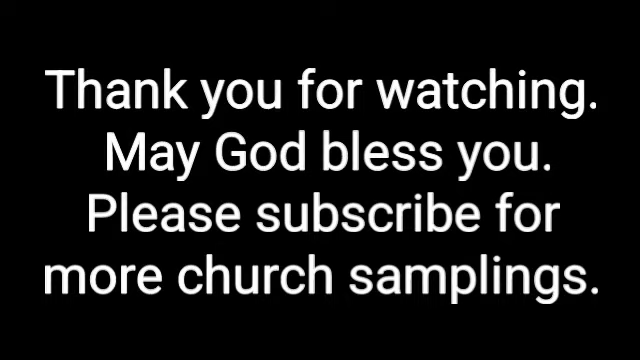 Thank you for watching.
May God bless you.
Please subscribe for
more church samplings.